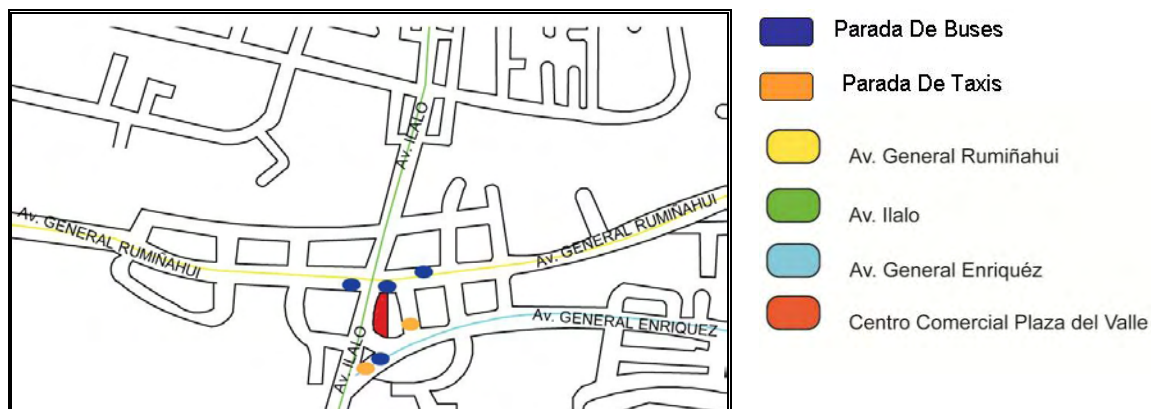 Av. ILALO
Av. GENERAL RUMIÑAHUI
Av. GENERAL RUMIÑAHUI
Av. ILALO
Av. GENERAL ENRIQUEZ
Parada De Buses
Parada De Taxis
Av. General Rumiñahui
Av. Ilalo
Av. General Enriquéz
Centro Comercial Plaza del Valle